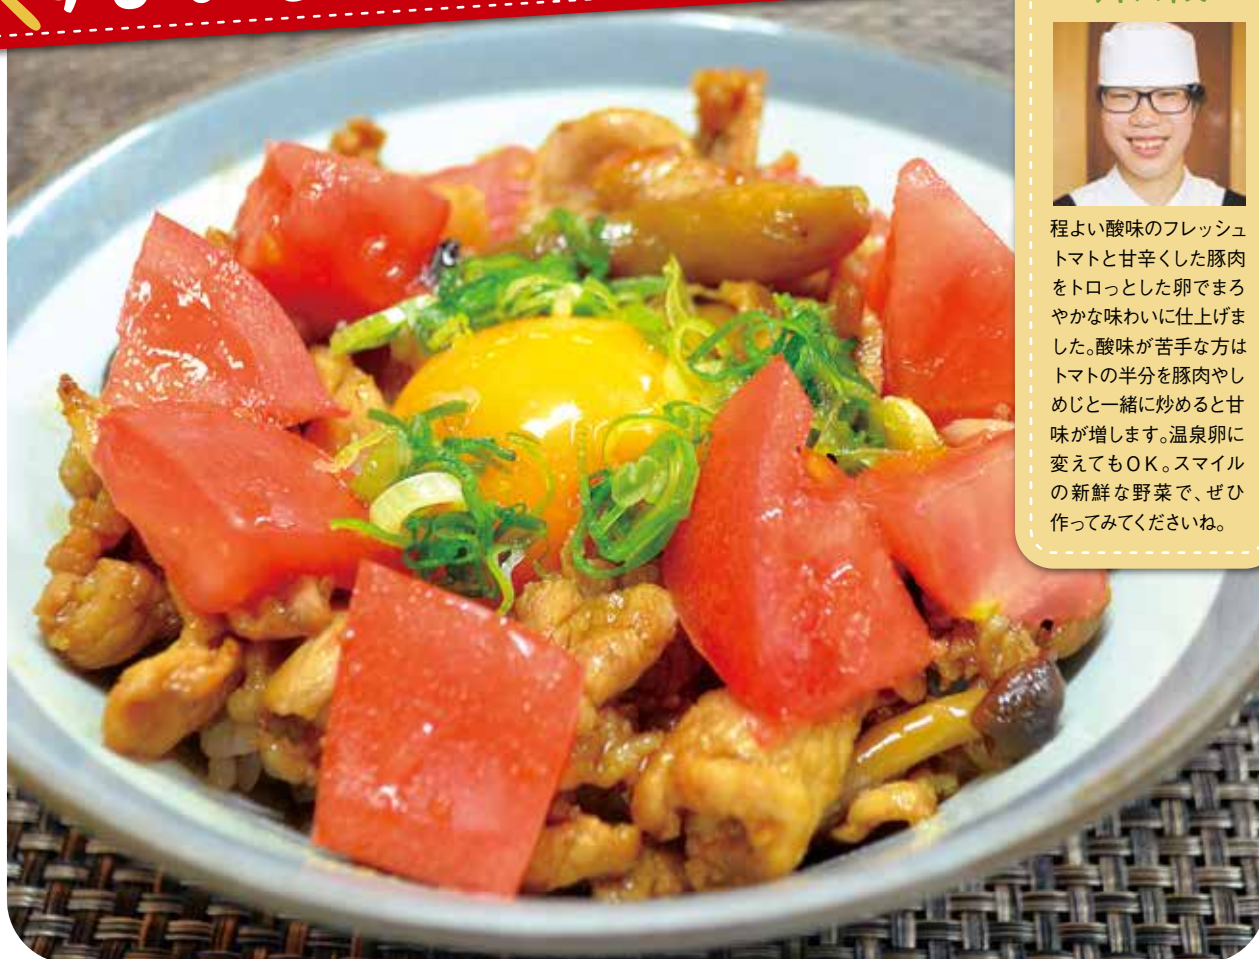 程よい酸味のフレッシュ
トマトと甘辛くした豚肉
をトロっとした卵でまろ
やかな味わいに仕上げま
した。酸味が苦手な方は
トマトの半分を豚肉やし
めじと一緒に炒めると甘
味が増します。温泉卵に
変えてもOK。スマイル
の新鮮な野菜で、ぜひ
作ってみてくださいね。